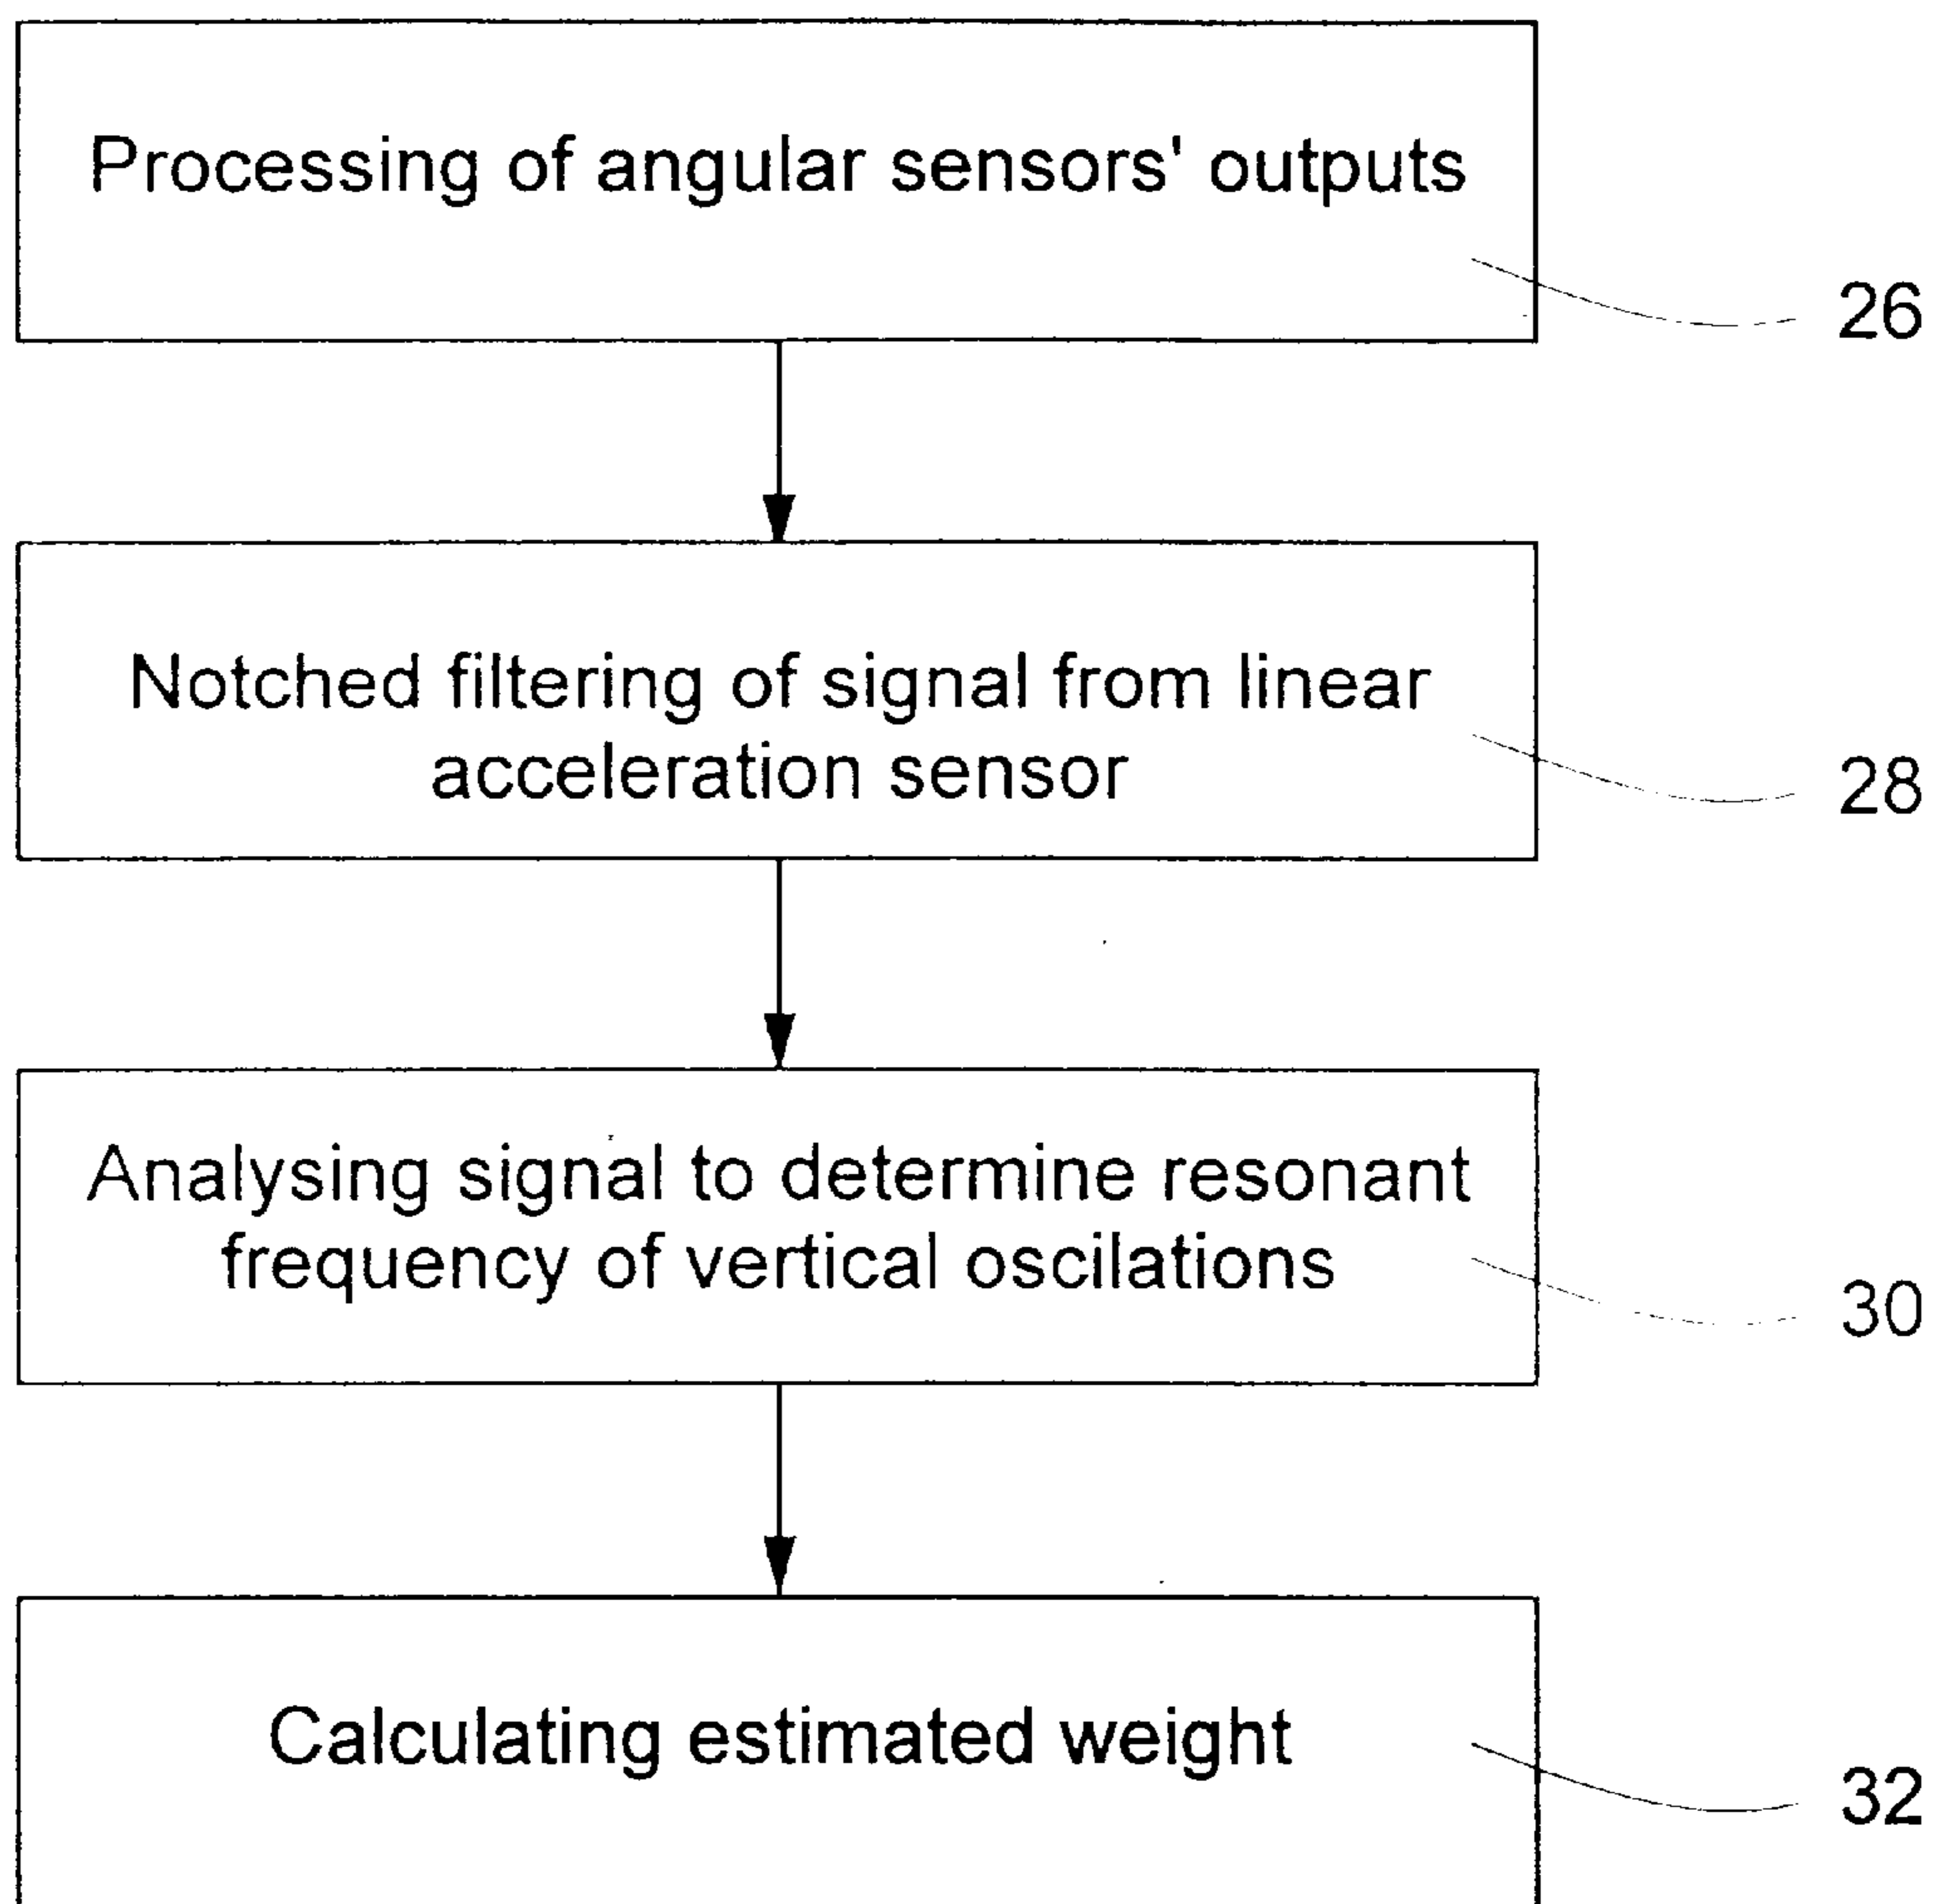 Processing of angular sensors' outputs
26
Notched filtering of signal from linear
acceleration sensor
28
Analysing signal to determine resonant
frequency of vertical oscilations
30
Calculating estimated weight
32